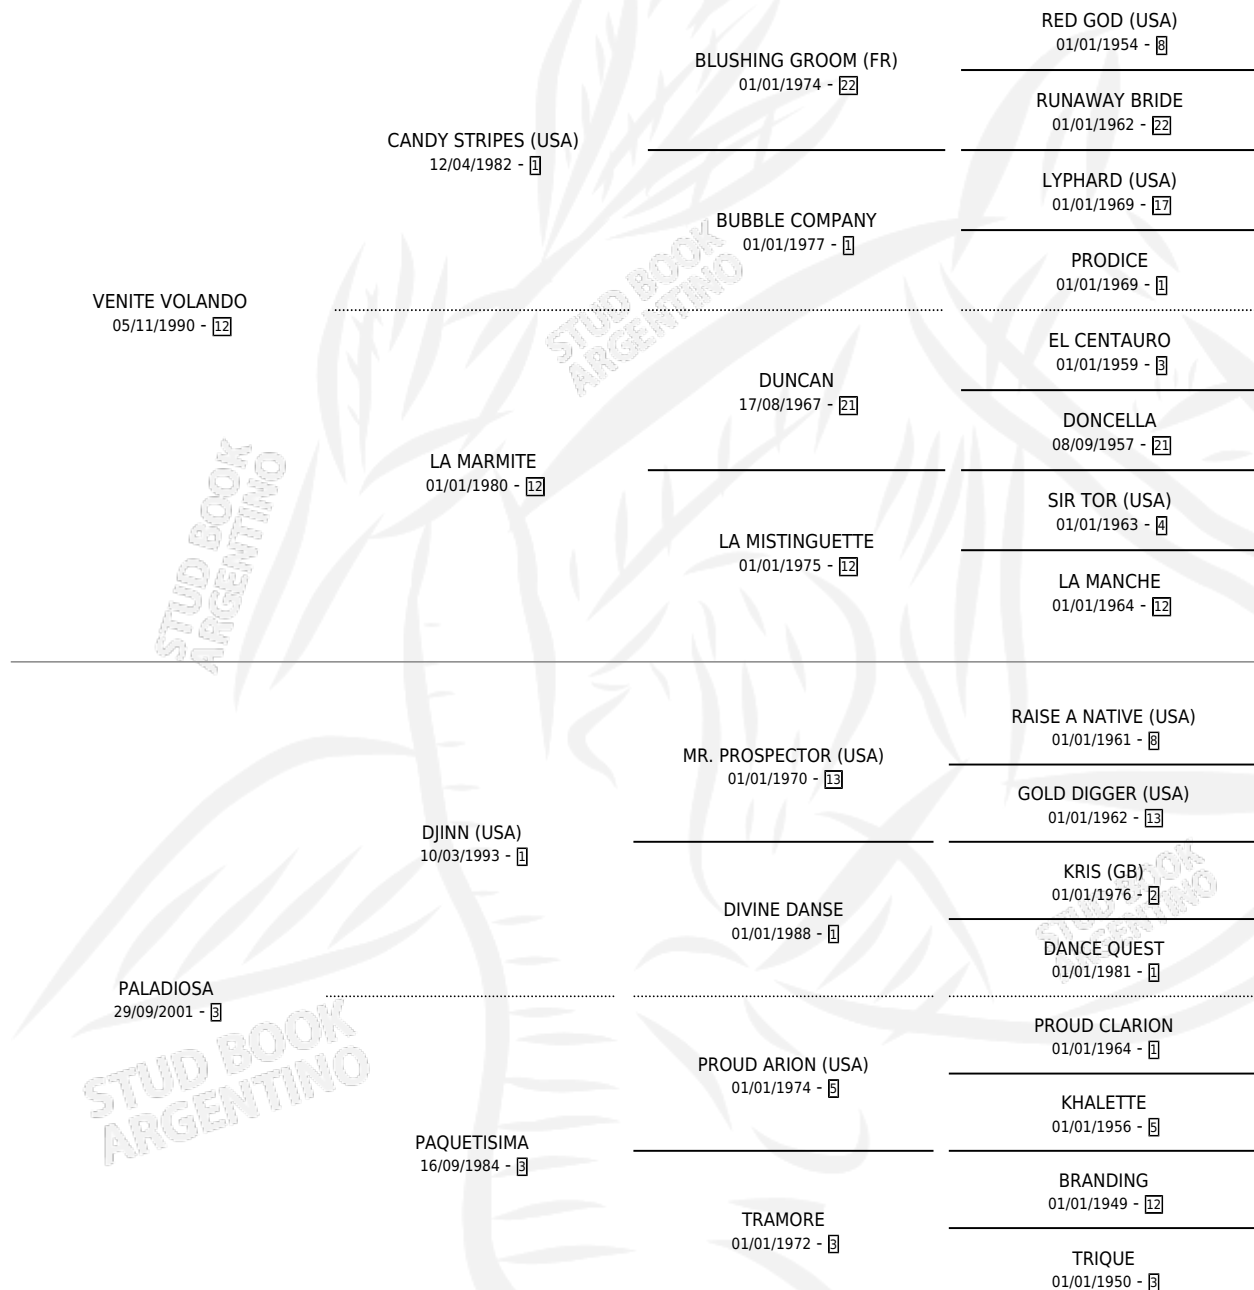 RED GOD (USA)
01/01/1954 - 8
BLUSHING GROOM (FR)
01/01/1974 - 22
RUNAWAY BRIDE
01/01/1962 - 22
CANDY STRIPES (USA)
12/04/1982 - 1
LYPHARD (USA)
01/01/1969 - 17
BUBBLE COMPANY
01/01/1977 - 1
PRODICE
01/01/1969 - 1
VENITE VOLANDO
05/11/1990 - 12
EL CENTAURO
01/01/1959 - 3
DUNCAN
17/08/1967 - 21
DONCELLA
08/09/1957 - 21
LA MARMITE
01/01/1980 - 12
SIR TOR (USA)
01/01/1963 - 4
LA MISTINGUETTE
01/01/1975 - 12
LA MANCHE
01/01/1964 - 12
RAISE A NATIVE (USA)
01/01/1961 - 8
MR. PROSPECTOR (USA)
01/01/1970 - 13
GOLD DIGGER (USA)
01/01/1962 - 13
DJINN (USA)
10/03/1993 - 1
KRIS (GB)
01/01/1976 - 2
DIVINE DANSE
01/01/1988 - 1
DANCE QUEST
01/01/1981 - 1
PALADIOSA
29/09/2001 - 3
PROUD CLARION
01/01/1964 - 1
PROUD ARION (USA)
01/01/1974 - 5
KHALETTE
01/01/1956 - 5
PAQUETISIMA
16/09/1984 - 3
BRANDING
01/01/1949 - 12
TRAMORE
01/01/1972 - 3
TRIQUE
01/01/1950 - 3
STUD BOOK
ARGENTINO
STUD BOOK
ARGENTINO
STUD BOOK
ARGENTINO
STUD BOOK
ARGENTINO